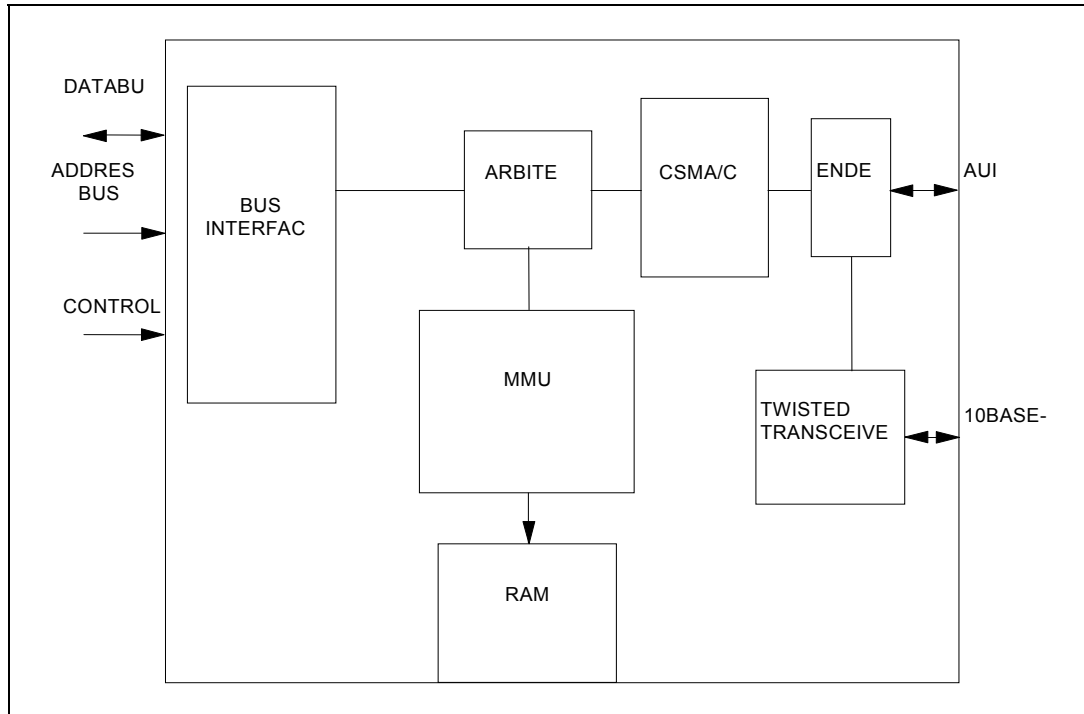 DATABU
ADDRES
BUS
CONTROL
BUS
INTERFAC
ARBITE
CSMA/C
ENDE
AUI
MMU
TWISTED
TRANSCEIVE
10BASE-
RAM